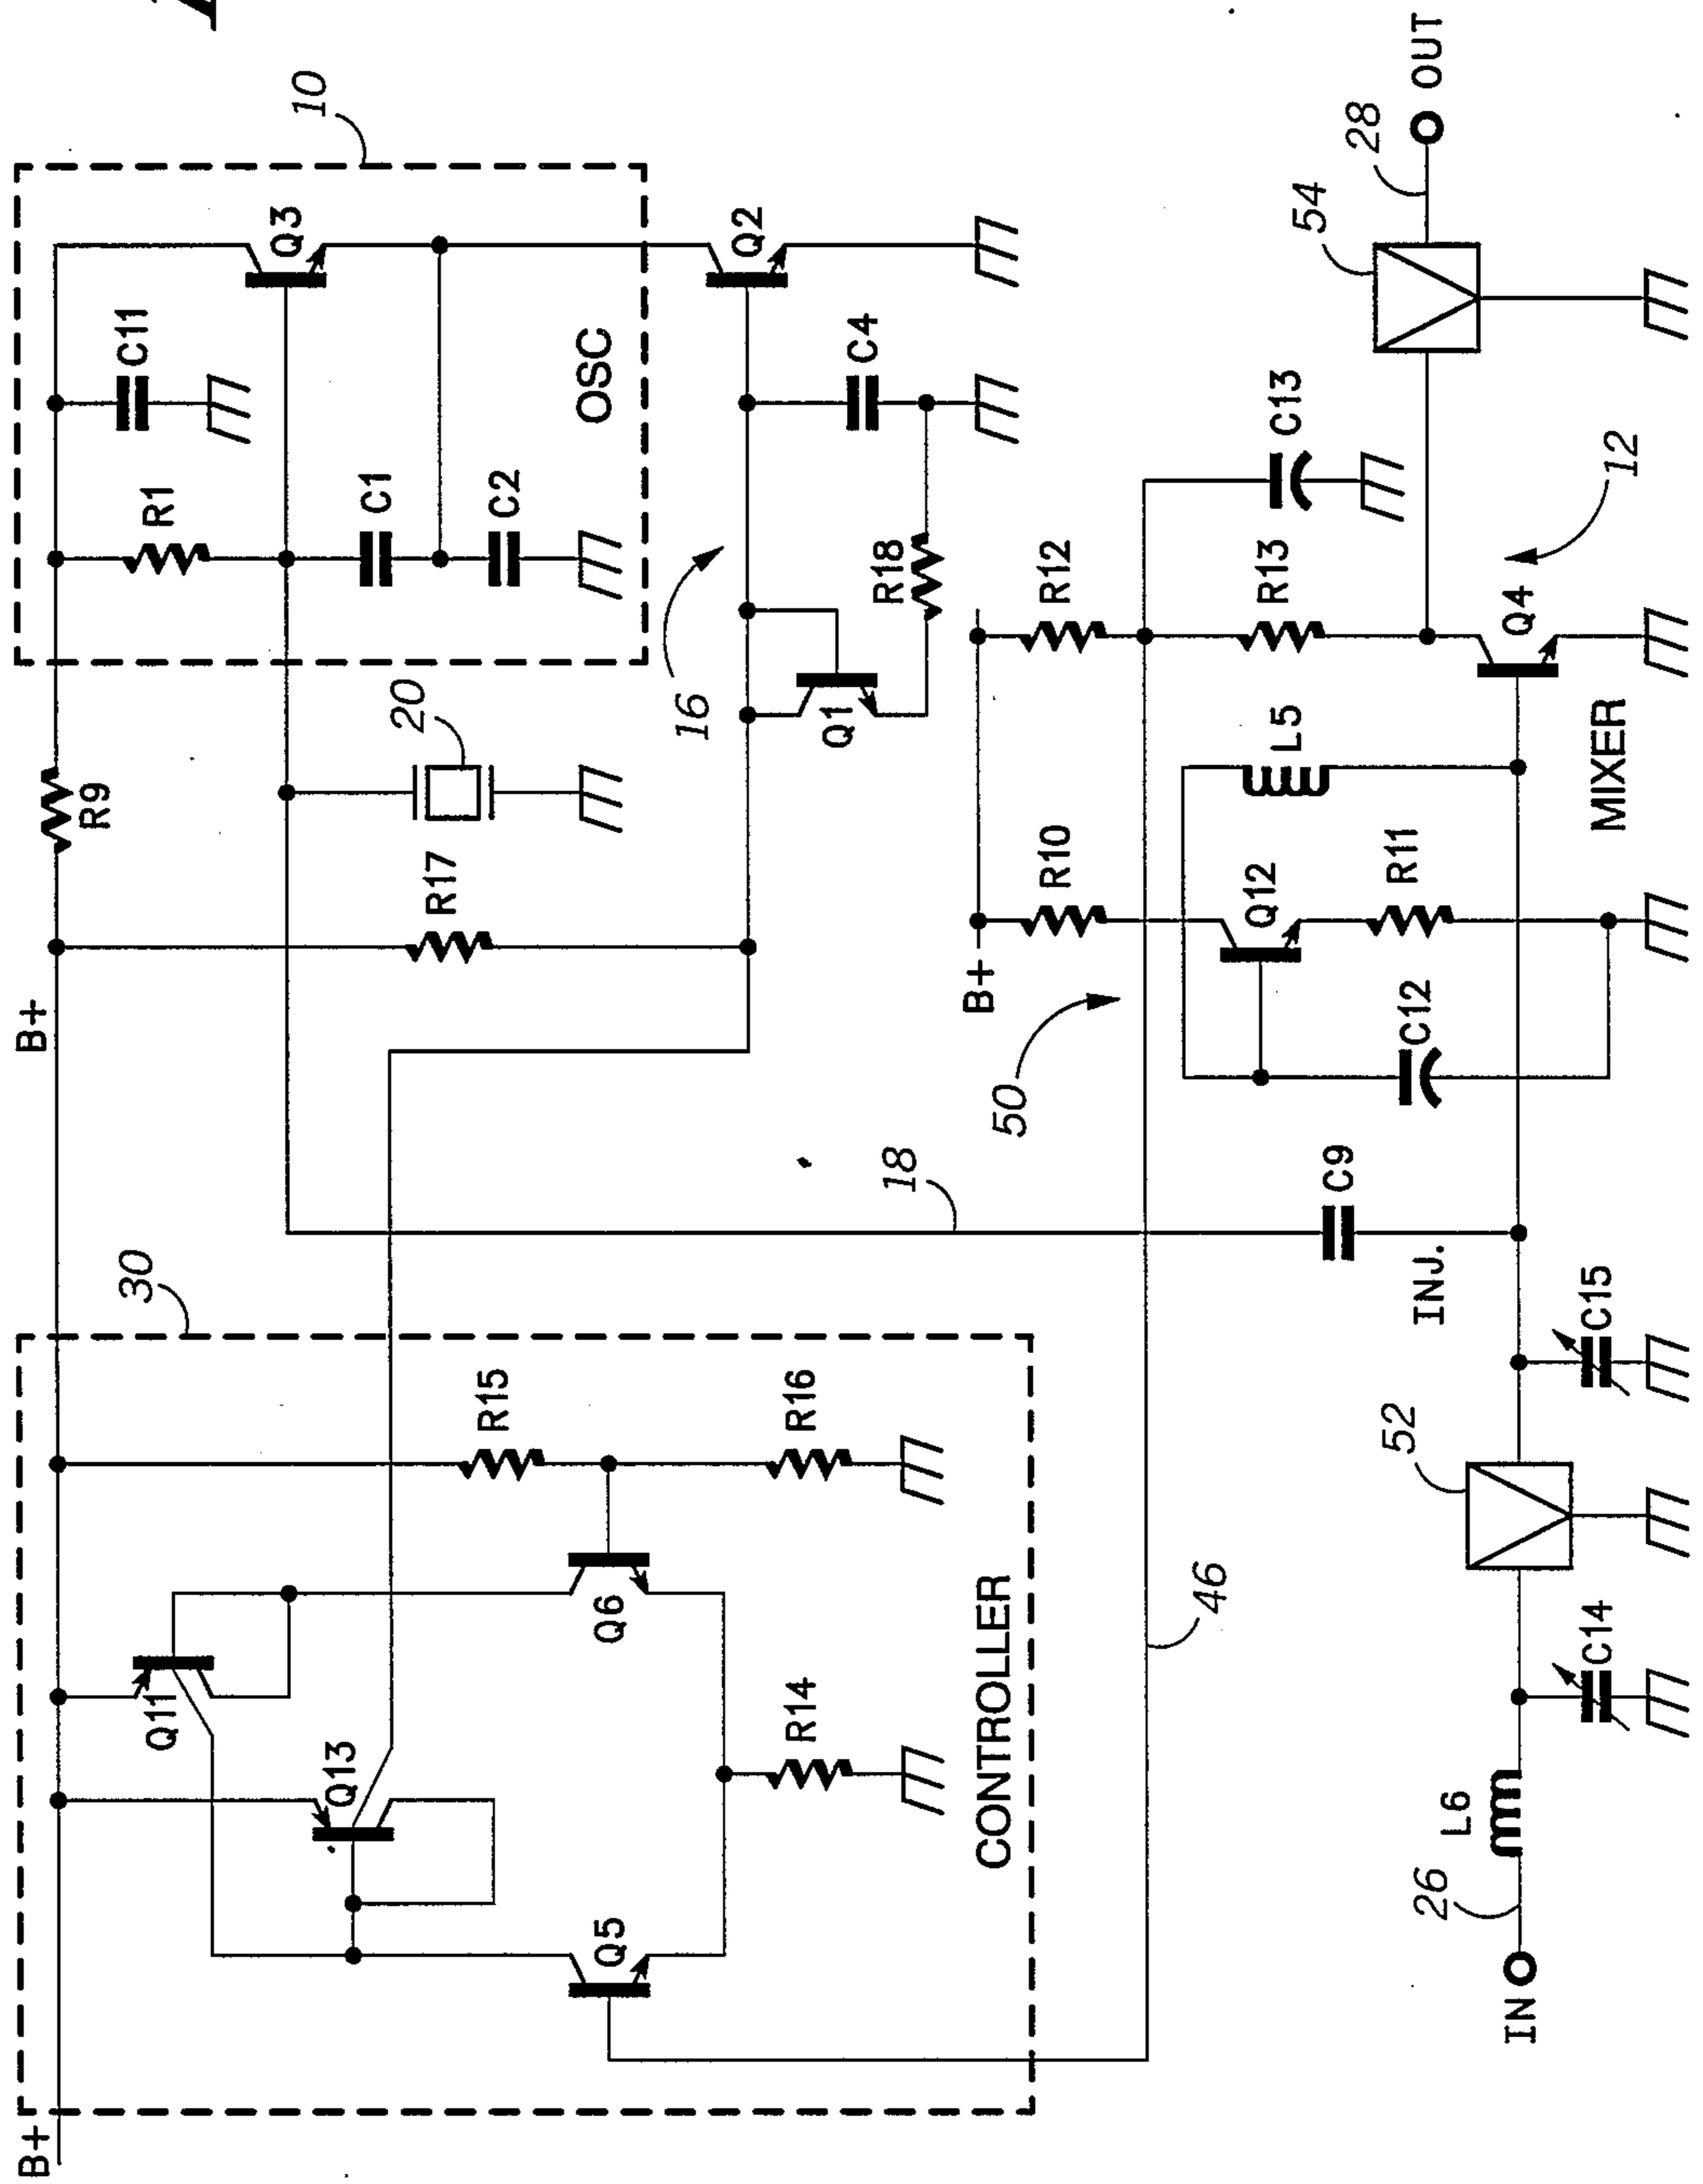 B+
B+
30
R9
20
R17
R1
C11
10
Q3
C1
C2
OSC
Q11
Q13
R15
Q6
R16
Q5
R14
CONTROLLER
16
Q1
R18
C4
Q2
18
50
B+
R10
R12
Q12
L5
R11
C12
R13
C13
46
C9
INJ.
MIXER
Q4
12
54
28
OUT
IN
26
L6
C14
52
C15